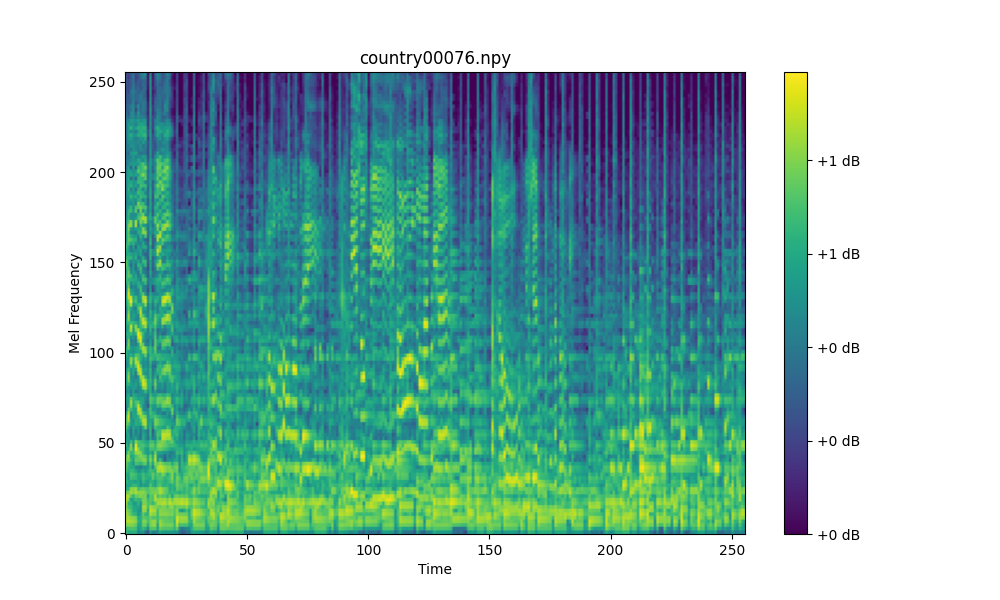 country00076.npy
250
200
150
100
50
0
Mel Frequency
0 50 100 150 200 250
Time
+1 dB
+1 dB
+0 dB
+0 dB
+0 dB